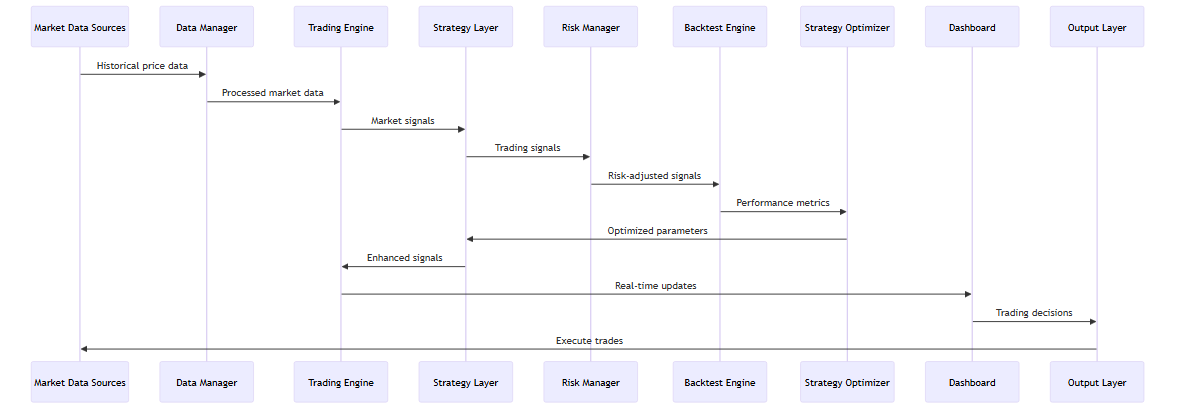 Market Data Sources
Data Manager
Trading Engine
Strategy Layer
Risk Manager
Backtest Engine
Strategy Optimizer
Dashboard
Output Layer
Historical price data
Processed market data
Market signals
Trading signals
Risk-adjusted signals
Performance metrics
Optimized parameters
Enhanced signals
Real-time updates
Trading decisions
Execute trades
Market Data Sources
Data Manager
Trading Engine
Strategy Layer
Risk Manager
Backtest Engine
Strategy Optimizer
Dashboard
Output Layer